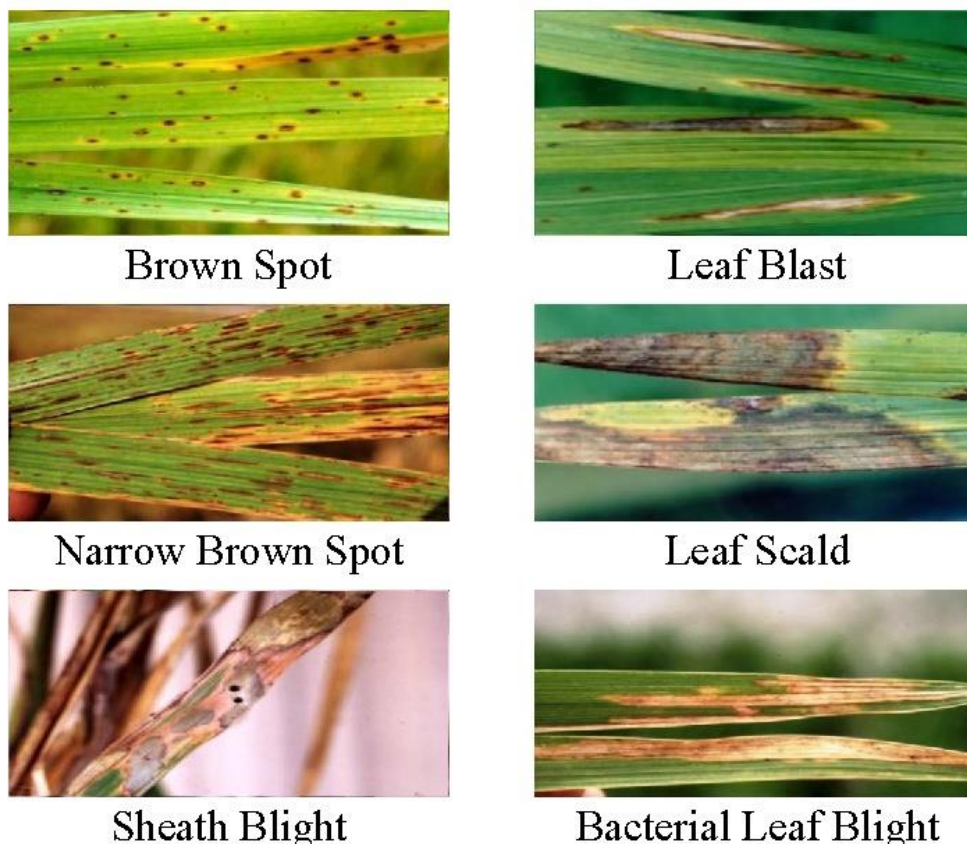 Brown Spot
Leaf Blast
Narrow Brown Spot
Leaf Scald
Sheath Blight
Bacterial Leaf Blight